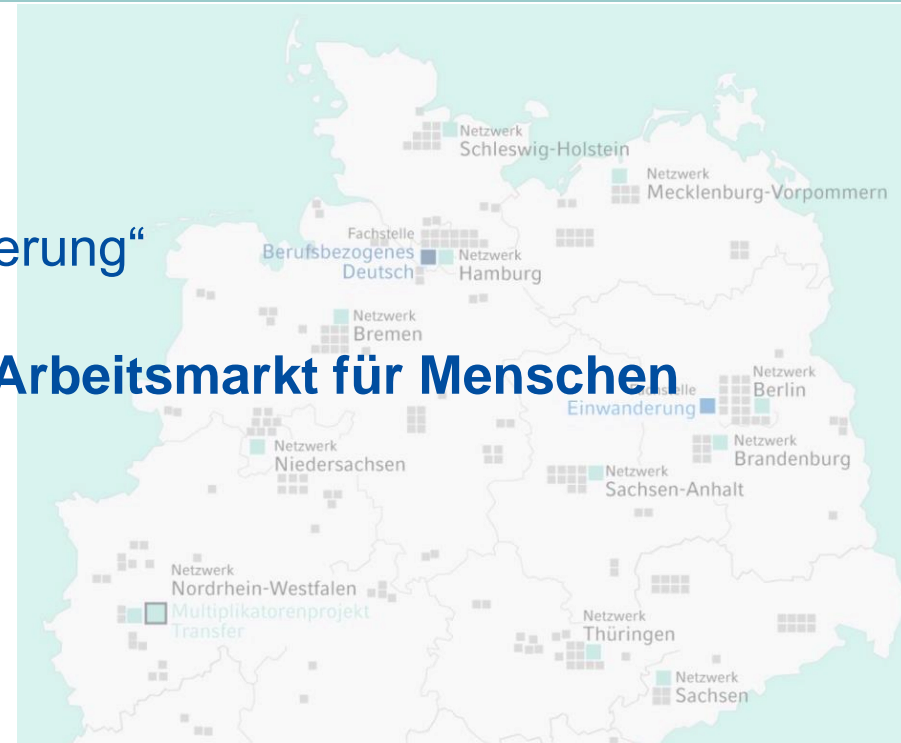 Netzwerk
Schleswig-Holstein
Netzwerk
Mecklenburg-Vorpommern
erung“
Fachstelle
Berufsbezogenes
Deutsch
Netzwerk
Hamburg
Netzwerk
Bremen
Arbeitsmarkt für Menschen
Fachstelle
Einwanderung
Netzwerk
Berlin
Netzwerk
Niedersachsen
Netzwerk
Brandenburg
Netzwerk
Sachsen-Anhalt
Netzwerk
Nordrhein-Westfalen
Multiplikatorenprojekt
Transfer
Netzwerk
Thüringen
Netzwerk
Sachsen